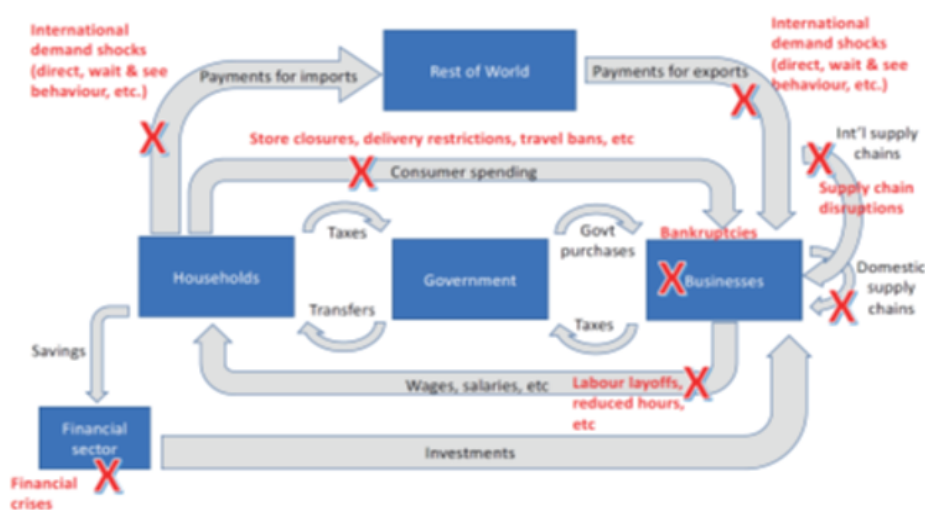 International
demand shocks
(direct, wait & see
behaviour, etc.)
Payments for imports
Rest of World
Payments for exports
International
demand shocks
(direct, wait & see
behaviour, etc.)
Store closures, delivery restrictions, travel bans, etc
Consumer spending
Int'l supply
chains
Supply chain
disruptions
Taxes
Govt
purchases
Bankruptcies
Households
Government
Businesses
Domestic
supply
chains
Transfers
Taxes
Savings
Wages, salaries, etc
Labour layoffs,
reduced hours,
etc
Financial
sector
Investments
Financial
crises